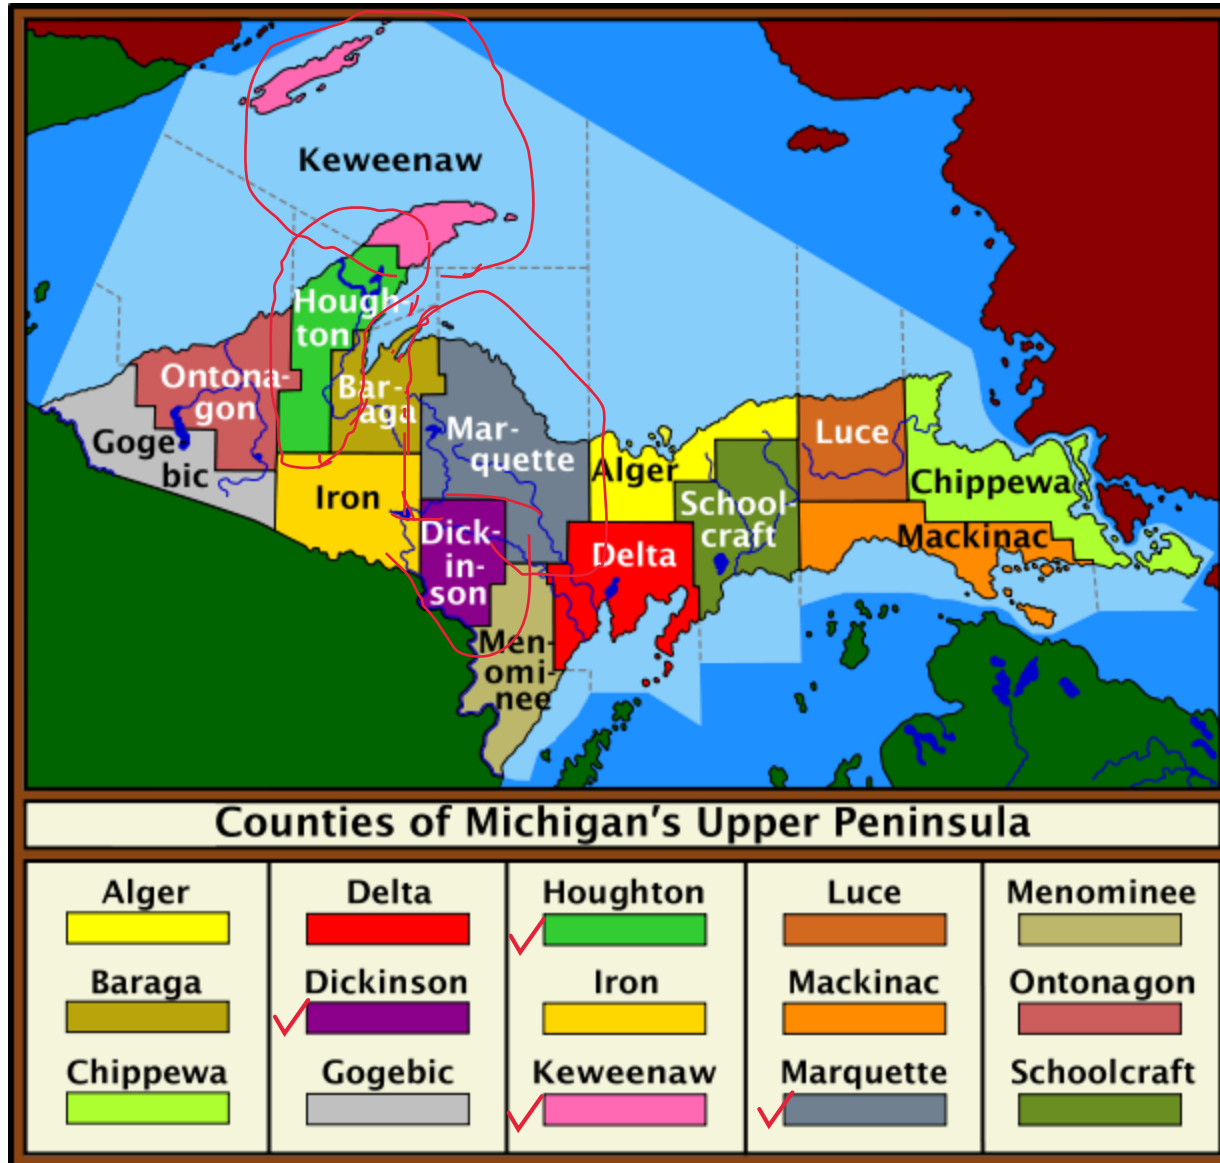 Keweenaw
Hough-
ton
Ontona-
gon
Bar-
aga
Goge
bic
Mar-
quette
Iron
Alger
Luce
Chippewa
School-
craft
Dick-
in-
son
Delta
Mackinac
Men-
omi-
nee
Counties of Michigan's Upper Peninsula
Alger
Delta
Houghton
Luce
Menominee
Baraga
Dickinson
Iron
Mackinac
Ontonagon
Chippewa
Gogebic
Keweenaw
Marquette
Schoolcraft